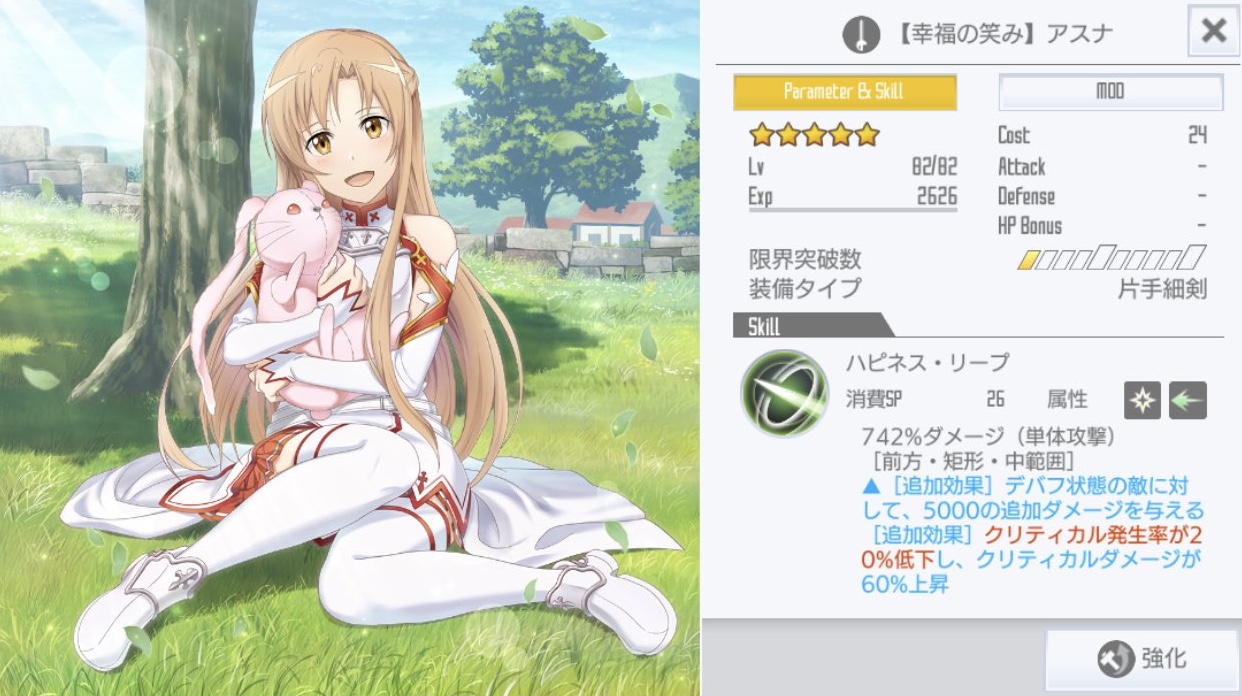 【幸福の笑み】アスナ
Parameter & Skill
MOD
Cost 24
Lv 82/82
Attack -
Exp 2626
Defense -
HP Bonus -
限界突破数
装備タイプ 片手細剣
Skill
ハピネス・リープ
消費SP 26 属性
742%ダメージ（単体攻撃）
［前方・矩形・中範囲］
▲［追加効果］デバフ状態の敵に対
して、5000の追加ダメージを与える
［追加効果］クリティカル発生率が2
0%低下し、クリティカルダメージが
60%上昇
強化